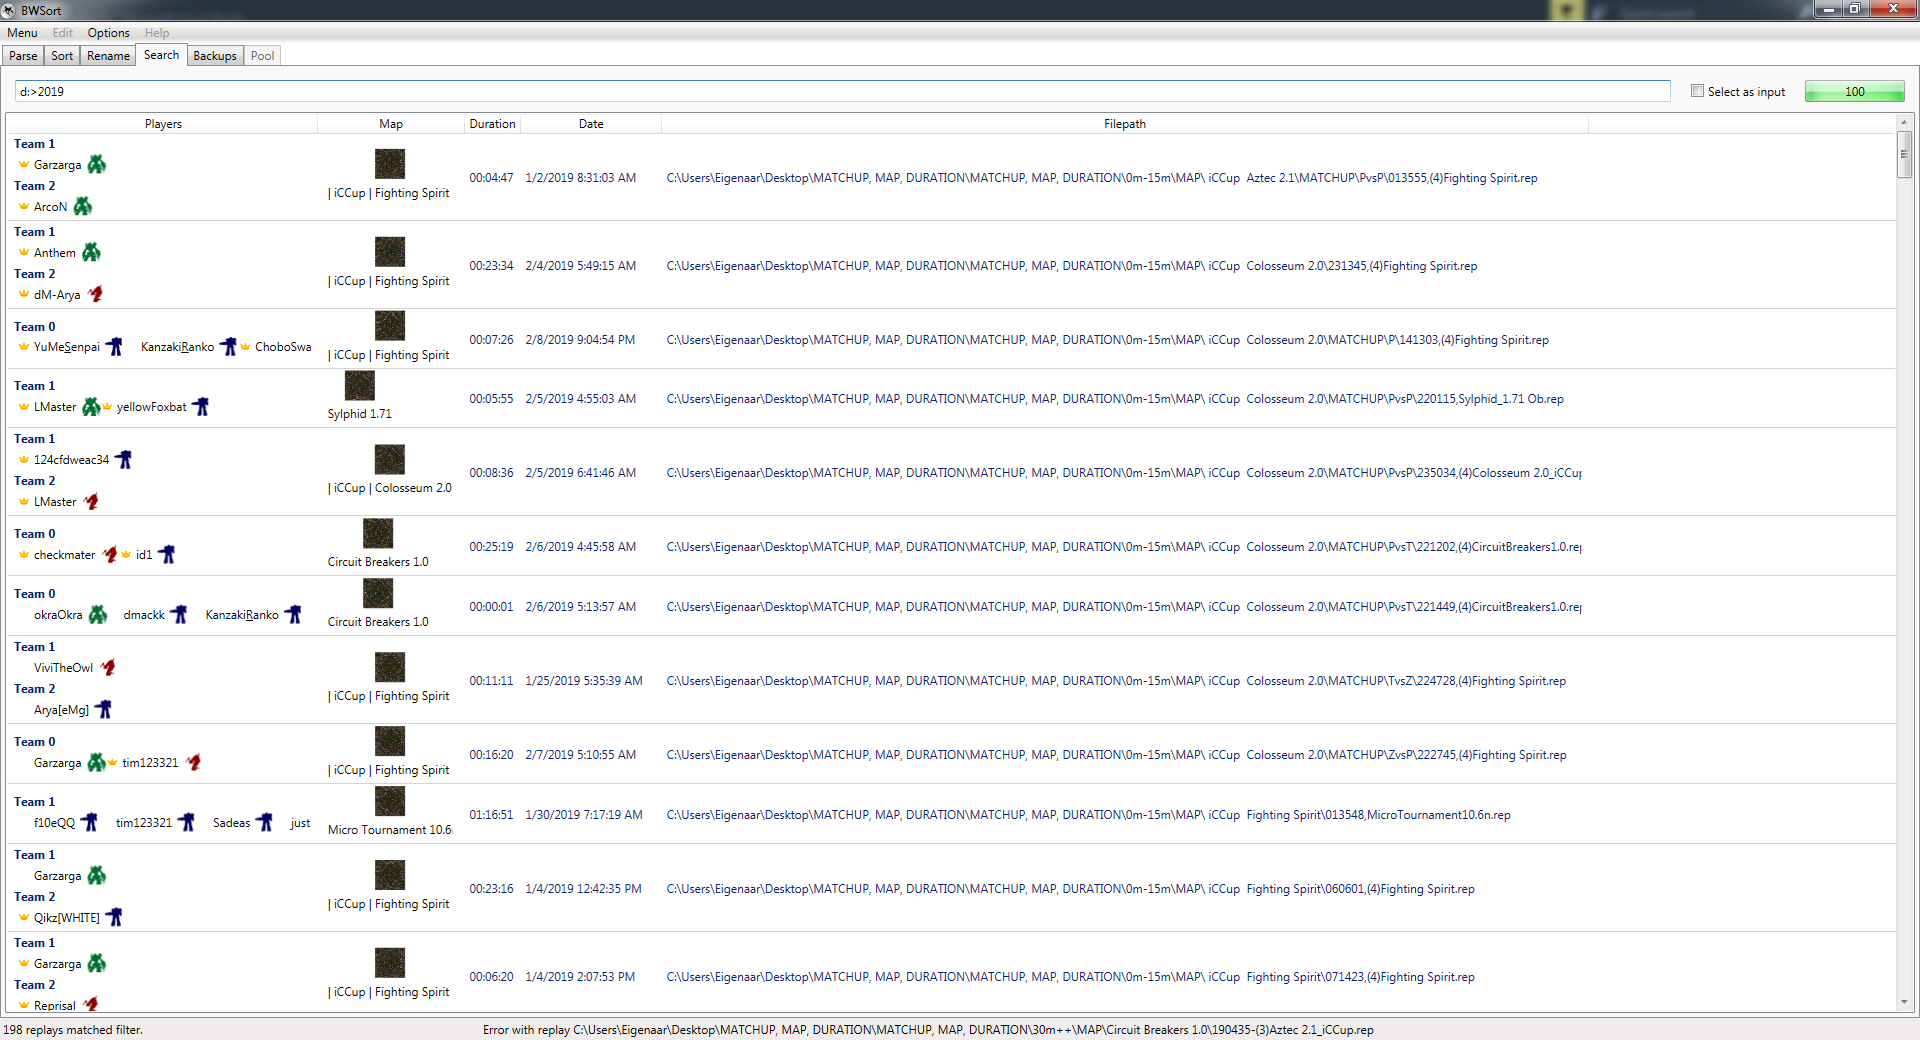 BWSort
Menu Edit Options Help
Parse Sort Rename Search Backups Pool
d:>2019
Select as input
100
Players Map Duration Date Filepath
Team 1
Garzarga
Team 2
ArcoN
| iCCup | Fighting Spirit
00:04:47 1/2/2019 8:31:03 AM C:\Users\Eigenaar\Desktop\MATCHUP, MAP, DURATION\MATCHUP, MAP, DURATION\0m-15m\MAP\ iCCup  Aztec 2.1\MATCHUP\PvsP\013555,(4)Fighting Spirit.rep
Team 1
Anthem
Team 2
dM-Arya
| iCCup | Fighting Spirit
00:23:34 2/4/2019 5:49:15 AM C:\Users\Eigenaar\Desktop\MATCHUP, MAP, DURATION\MATCHUP, MAP, DURATION\0m-15m\MAP\ iCCup  Colosseum 2.0\231345,(4)Fighting Spirit.rep
Team 0
YuMeSenpai KanzakiRanko ChoboSwa
| iCCup | Fighting Spirit
00:07:26 2/8/2019 9:04:54 PM C:\Users\Eigenaar\Desktop\MATCHUP, MAP, DURATION\MATCHUP, MAP, DURATION\0m-15m\MAP\ iCCup  Colosseum 2.0\MATCHUP\P\141303,(4)Fighting Spirit.rep
Team 1
LMaster yellowFoxbat
Sylphid 1.71
00:05:55 2/5/2019 4:55:03 AM C:\Users\Eigenaar\Desktop\MATCHUP, MAP, DURATION\MATCHUP, MAP, DURATION\0m-15m\MAP\ iCCup  Colosseum 2.0\MATCHUP\PvsP\220115,Sylphid_1.71 Ob.rep
Team 1
124cfdweac34
Team 2
LMaster
| iCCup | Colosseum 2.0
00:08:36 2/5/2019 6:41:46 AM C:\Users\Eigenaar\Desktop\MATCHUP, MAP, DURATION\MATCHUP, MAP, DURATION\0m-15m\MAP\ iCCup  Colosseum 2.0\MATCHUP\PvsP\235034,(4)Colosseum 2.0_iCCup
Team 0
checkmater id1
Circuit Breakers 1.0
00:25:19 2/6/2019 4:45:58 AM C:\Users\Eigenaar\Desktop\MATCHUP, MAP, DURATION\MATCHUP, MAP, DURATION\0m-15m\MAP\ iCCup  Colosseum 2.0\MATCHUP\PvsT\221202,(4)CircuitBreakers1.0.rep
Team 0
okraOkra dmackk KanzakiRanko
Circuit Breakers 1.0
00:00:01 2/6/2019 5:13:57 AM C:\Users\Eigenaar\Desktop\MATCHUP, MAP, DURATION\MATCHUP, MAP, DURATION\0m-15m\MAP\ iCCup  Colosseum 2.0\MATCHUP\PvsT\221449,(4)CircuitBreakers1.0.rep
Team 1
ViviTheOwl
Team 2
Arya[eMg]
| iCCup | Fighting Spirit
00:11:11 1/25/2019 5:35:39 AM C:\Users\Eigenaar\Desktop\MATCHUP, MAP, DURATION\MATCHUP, MAP, DURATION\0m-15m\MAP\ iCCup  Colosseum 2.0\MATCHUP\TvsZ\224728,(4)Fighting Spirit.rep
Team 0
Garzarga tim123321
| iCCup | Fighting Spirit
00:16:20 2/7/2019 5:10:55 AM C:\Users\Eigenaar\Desktop\MATCHUP, MAP, DURATION\MATCHUP, MAP, DURATION\0m-15m\MAP\ iCCup  Colosseum 2.0\MATCHUP\ZvsP\222745,(4)Fighting Spirit.rep
Team 1
f10eQQ tim123321 Sadeas just
Micro Tournament 10.6
01:16:51 1/30/2019 7:17:19 AM C:\Users\Eigenaar\Desktop\MATCHUP, MAP, DURATION\MATCHUP, MAP, DURATION\0m-15m\MAP\ iCCup  Fighting Spirit\013548,MicroTournament10.6n.rep
Team 1
Garzarga
Team 2
Qikz[WHITE]
| iCCup | Fighting Spirit
00:23:16 1/4/2019 12:42:35 PM C:\Users\Eigenaar\Desktop\MATCHUP, MAP, DURATION\MATCHUP, MAP, DURATION\0m-15m\MAP\ iCCup  Fighting Spirit\060601,(4)Fighting Spirit.rep
Team 1
Garzarga
Team 2
Reprisal
| iCCup | Fighting Spirit
00:06:20 1/4/2019 2:07:53 PM C:\Users\Eigenaar\Desktop\MATCHUP, MAP, DURATION\MATCHUP, MAP, DURATION\0m-15m\MAP\ iCCup  Fighting Spirit\071423,(4)Fighting Spirit.rep
198 replays matched filter. Error with replay C:\Users\Eigenaar\Desktop\MATCHUP, MAP, DURATION\MATCHUP, MAP, DURATION\30m++\MAP\Circuit Breakers 1.0\190435-(3)Aztec 2.1_iCCup.rep